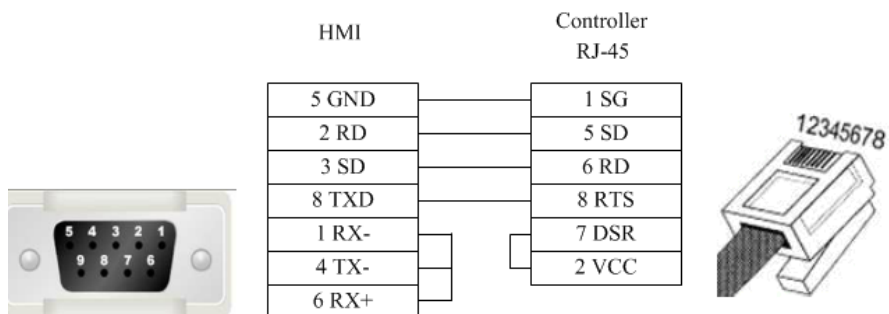 HMI
Controller
RJ-45
5 GND
1 SG
2 RD
5 SD
3 SD
6 RD
8 TXD
8 RTS
1 RX-
7 DSR
4 TX-
2 VCC
6 RX+
5 4 3 2 1
9 8 7 6
12345678